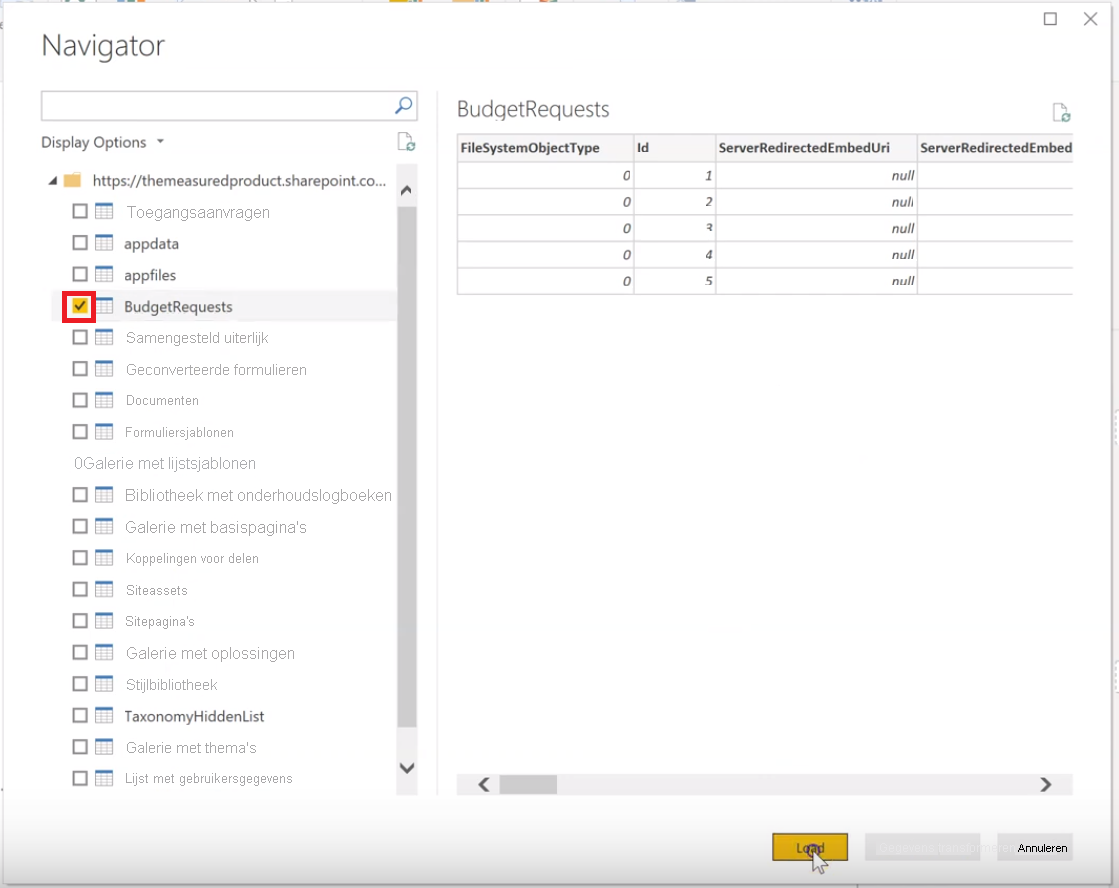 Navigator
Display Options
https://themeasuredproduct.sharepoint.co...
Toegangsaanvragen
appdata
appfiles
BudgetRequests
Samengesteld uiterlijk
Geconverteerde formulieren
Documenten
Formuliersjablonen
0Galerie met lijstsjablonen
Bibliotheek met onderhoudslogboeken
Galerie met basispagina's
Koppelingen voor delen
Siteassets
Sitepagina's
Galerie met oplossingen
Stijlbibliotheek
TaxonomyHiddenList
Galerie met thema's
Lijst met gebruikersgegevens
BudgetRequests
FileSystemObjectType Id ServerRedirectedEmbedUri ServerRedirectedEmbed
0 1 null
0 2 null
0 3 null
0 4 null
0 5 null
Load Annuleren